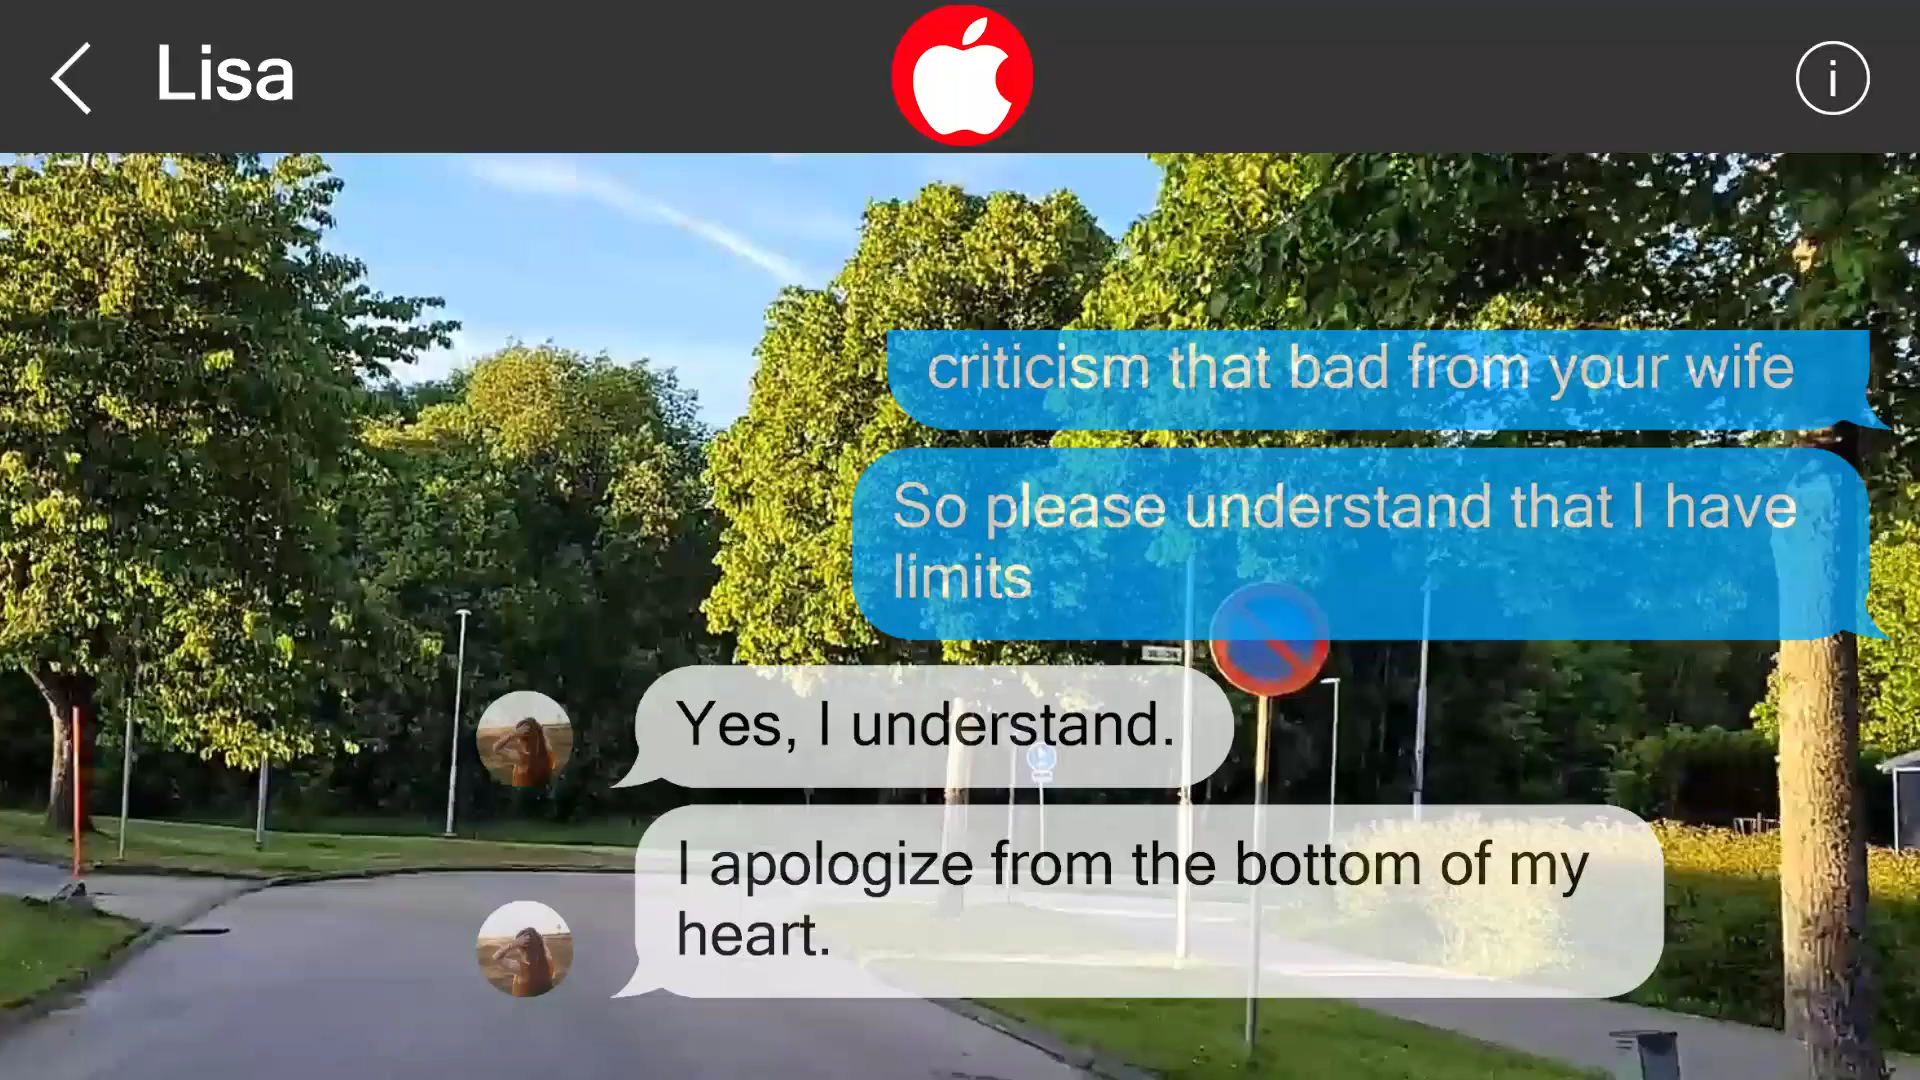 Lisa
criticism that bad from your wife
So please understand that I have
limits
Yes, I understand.
I apologize from the bottom of my
heart.